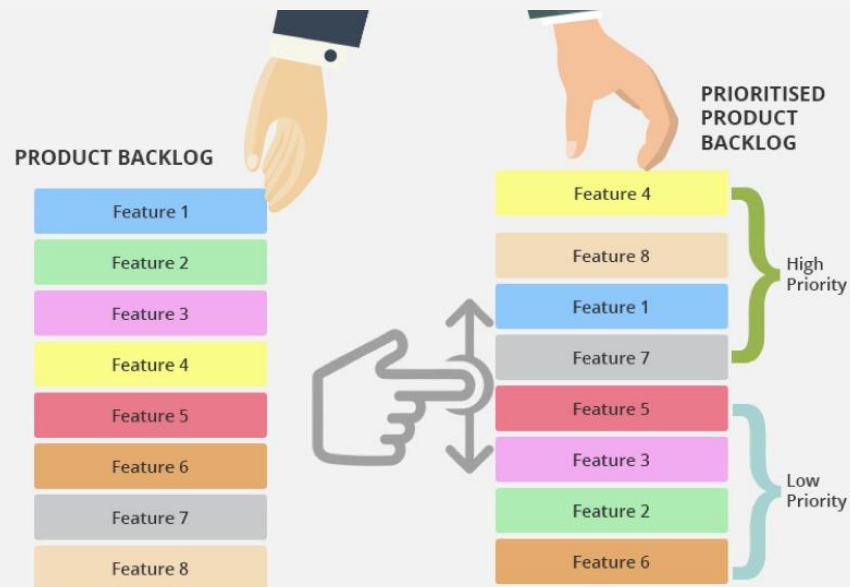 PRODUCT BACKLOG
Feature 1
Feature 2
Feature 3
Feature 4
Feature 5
Feature 6
Feature 7
Feature 8
PRIORITISED
PRODUCT
BACKLOG
Feature 4
Feature 8
Feature 1
Feature 7
Feature 5
Feature 3
Feature 2
Feature 6
High
Priority
Low
Priority